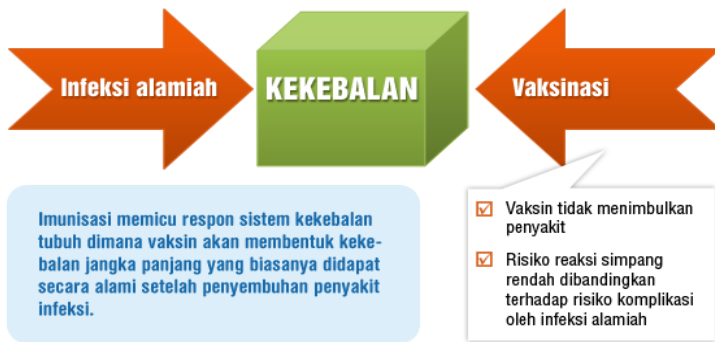 Infeksi alamiah
KEKEBALAN
Vaksinasi
Imunisasi memicu respon sistem kekebalan
tubuh dimana vaksin akan membentuk keke-
balan jangka panjang yang biasanya didapat
secara alami setelah penyembuhan penyakit
infeksi.
Vaksin tidak menimbulkan
penyakit
Risiko reaksi simpang
rendah dibandingkan
terhadap risiko komplikasi
oleh infeksi alamiah